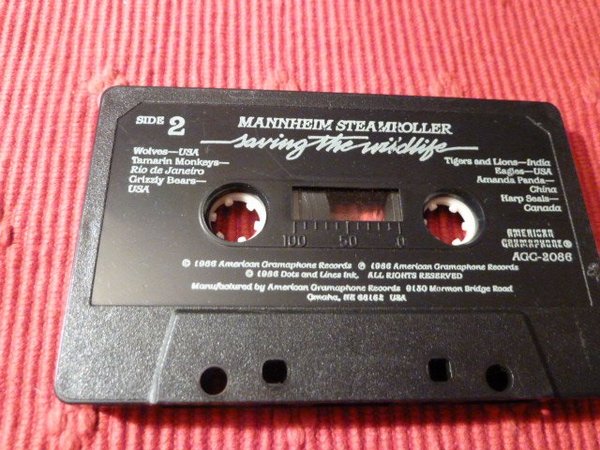 SIDE 2
MANNHEIM STEAMROLLER
saving the wildlife
Wolves—USA
Tamarin Monkeys—
Rio de Janeiro
Grizzly Bears—
USA
Tigers and Lions—India
Eagles—USA
Amanda Panda—
China
Harp Seals—
Canada
100 50 0
AMERICAN
GRAMAPHONE
AGC-2086
© 1986 American Gramaphone Records ℗ 1986 American Gramaphone Records
© 1986 Dots and Lines Ink. ALL RIGHTS RESERVED
Manufactured by American Gramaphone Records 9130 Mormon Bridge Road
Omaha, NE 68152 USA